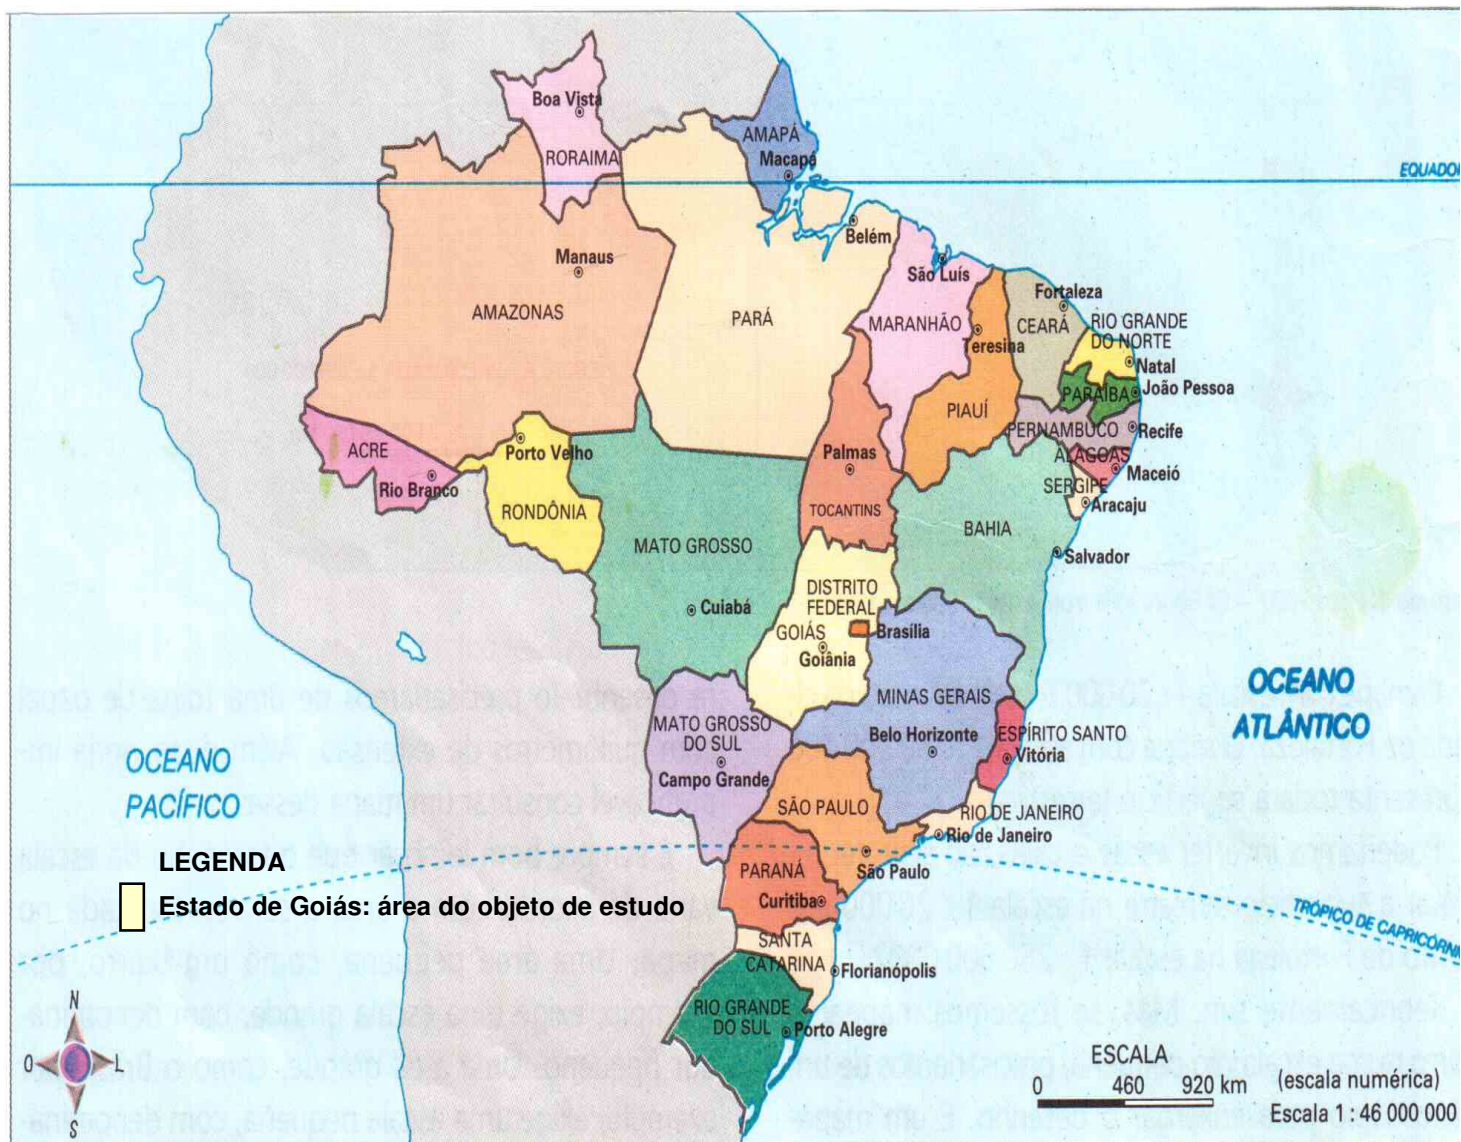 Boa Vista
RORAIMA
AMAPÁ
Macapá
EQUADOR
Belém
Manaus
AMAZONAS
PARÁ
São Luís
MARANHÃO
Fortaleza
CEARÁ
Teresina
RIO GRANDE
DO NORTE
Natal
PARAÍBA
João Pessoa
PIAUÍ
PERNAMBUCO
Recife
ALAGOAS
Maceió
SERGIPE
Aracaju
ACRE
Rio Branco
Porto Velho
RONDÔNIA
Palmas
TOCANTINS
MATO GROSSO
Cuiabá
BAHIA
Salvador
DISTRITO
FEDERAL
Brasília
GOIÁS
Goiânia
MINAS GERAIS
Belo Horizonte
ESPÍRITO SANTO
Vitória
MATO GROSSO
DO SUL
Campo Grande
SÃO PAULO
São Paulo
RIO DE JANEIRO
Rio de Janeiro
OCEANO
ATLÂNTICO
OCEANO
PACÍFICO
LEGENDA
Estado de Goiás: área do objeto de estudo
PARANÁ
Curitiba
TRÓPICO DE CAPRICÓRNIO
SANTA
CATARINA
Florianópolis
RIO GRANDE
DO SUL
Porto Alegre
N
O
L
S
ESCALA
0 460 920 km
(escala numérica)
Escala 1 : 46 000 000